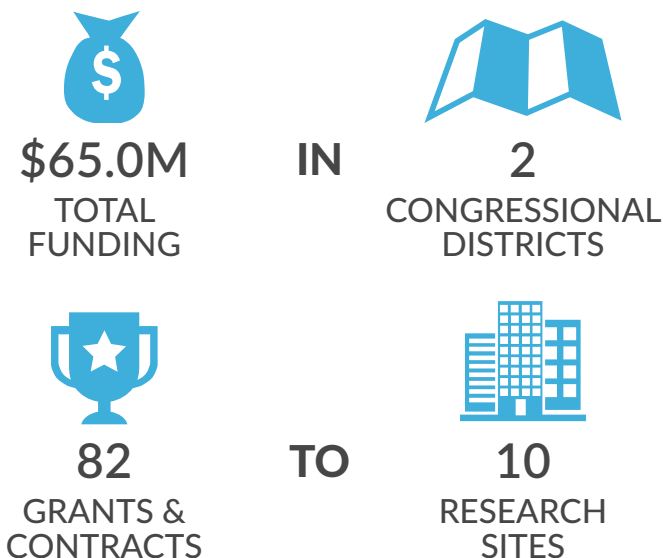 $
$65.0M IN 2
TOTAL CONGRESSIONAL
FUNDING DISTRICTS
82 TO 10
GRANTS & RESEARCH
CONTRACTS SITES